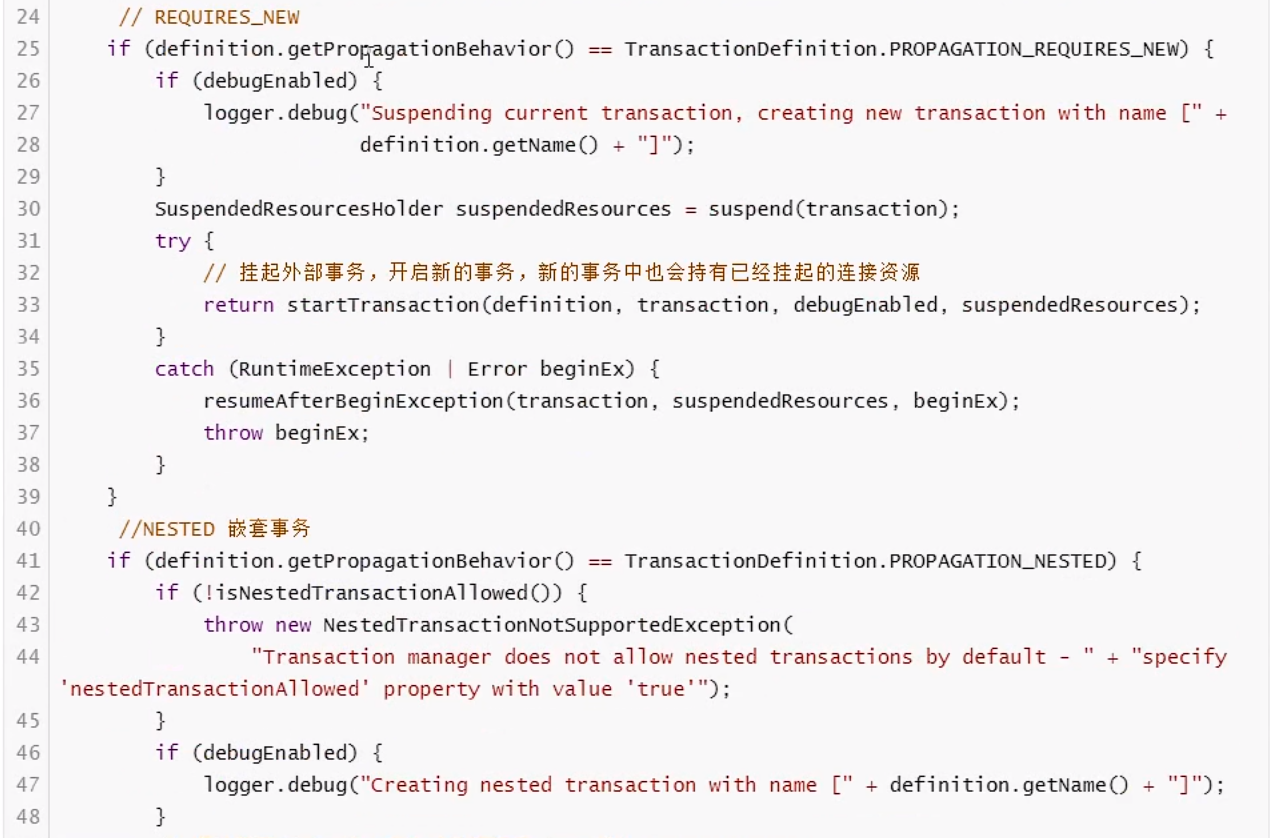 24 // REQUIRES_NEW
25 if (definition.getPropagationBehavior() == TransactionDefinition.PROPAGATION_REQUIRES_NEW) {
26 if (debugEnabled) {
27 logger.debug("Suspending current transaction, creating new transaction with name [" +
28 definition.getName() + "]");
29 }
30 SuspendedResourcesHolder suspendedResources = suspend(transaction);
31 try {
32 // 挂起外部事务，开启新的事务，新的事务中也会持有已经挂起的连接资源
33 return startTransaction(definition, transaction, debugEnabled, suspendedResources);
34 }
35 catch (RuntimeException | Error beginEx) {
36 resumeAfterBeginException(transaction, suspendedResources, beginEx);
37 throw beginEx;
38 }
39 }
40 //NESTED 嵌套事务
41 if (definition.getPropagationBehavior() == TransactionDefinition.PROPAGATION_NESTED) {
42 if (!isNestedTransactionAllowed()) {
43 throw new NestedTransactionNotSupportedException(
44 "Transaction manager does not allow nested transactions by default - " + "specify
'nestedTransactionAllowed' property with value 'true'");
45 }
46 if (debugEnabled) {
47 logger.debug("Creating nested transaction with name [" + definition.getName() + "]");
48 }